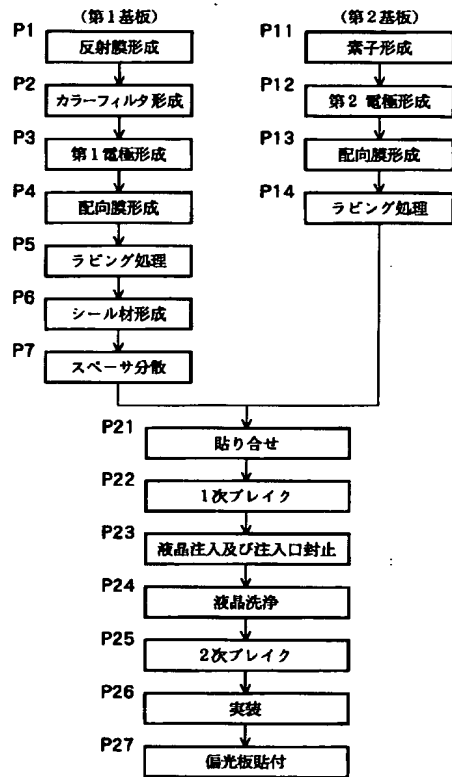 (第1基板)
P1
反射膜形成
P2
カラーフィルタ形成
P3
第1電極形成
P4
配向膜形成
P5
ラビング処理
P6
シール材形成
P7
スペーサ分散
(第2基板)
P11
素子形成
P12
第2 電極形成
P13
配向膜形成
P14
ラビング処理
P21
貼り合せ
P22
1次ブレイク
P23
液晶注入及び注入口封止
P24
液晶洗浄
P25
2次ブレイク
P26
実装
P27
偏光板貼付